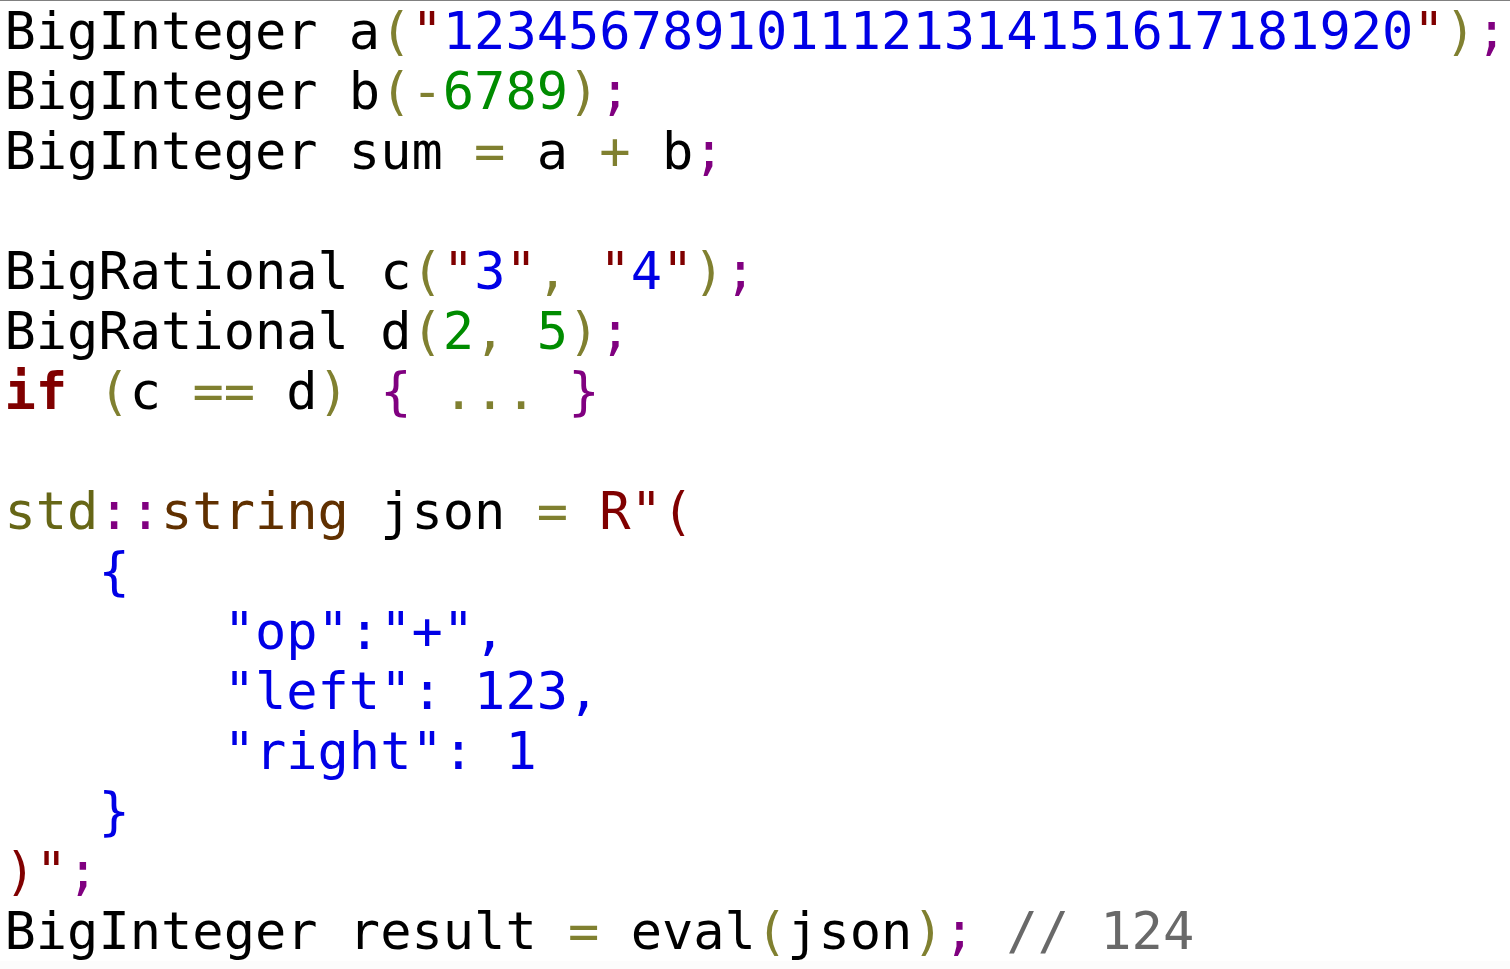 BigInteger a("1234567891011121314151617181920");
BigInteger b(-6789);
BigInteger sum = a + b;

BigRational c("3", "4");
BigRational d(2, 5);
if (c == d) { ... }

std::string json = R"(
   {
       "op":"+",
       "left": 123,
       "right": 1
   }
)";
BigInteger result = eval(json); // 124